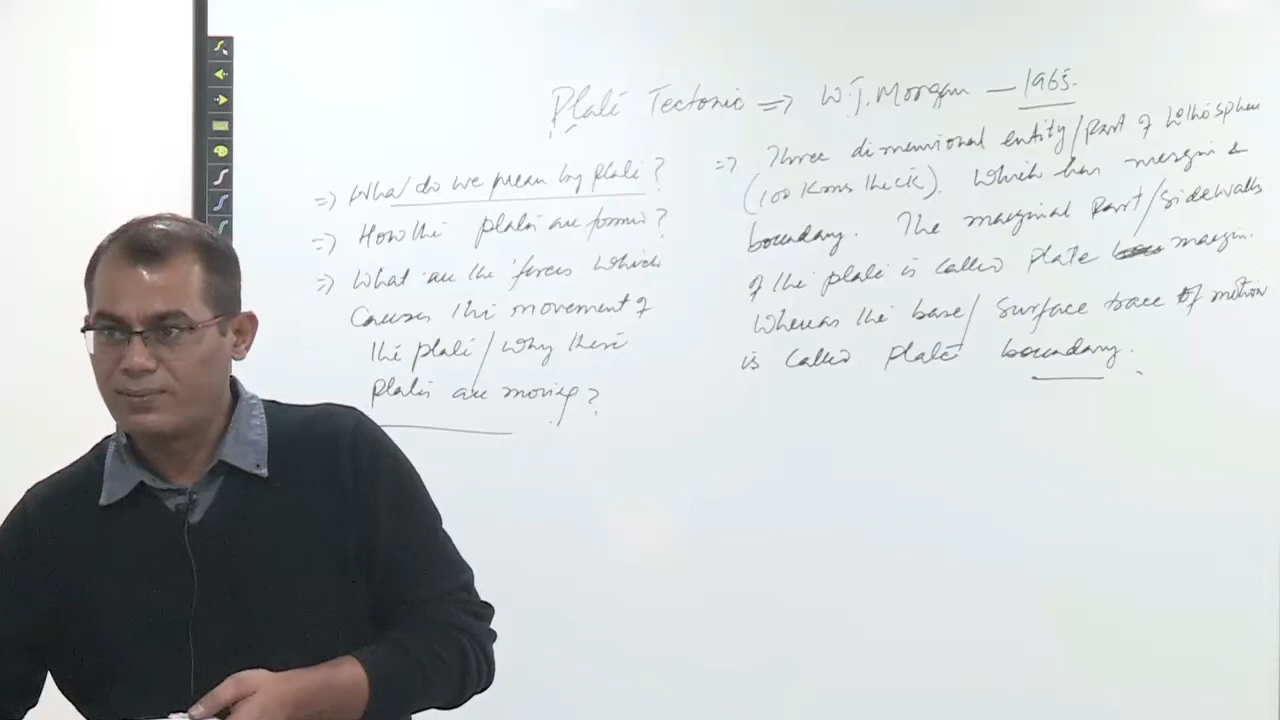 Plate Tectonic => W.J. Morgan — 1965.
=> What do we mean by plate?
=> How the plates are formed?
=> What are the forces which
causes the movement of
the plate/why these
plates are moving?
=> Three dimensional entity/part of lithosphere
(100 Kms thick). Which has margin &
boundary. The marginal part/sidewalls
of the plate is called plate margin.
Whereas the base/surface trace of motion
is called plate boundary.